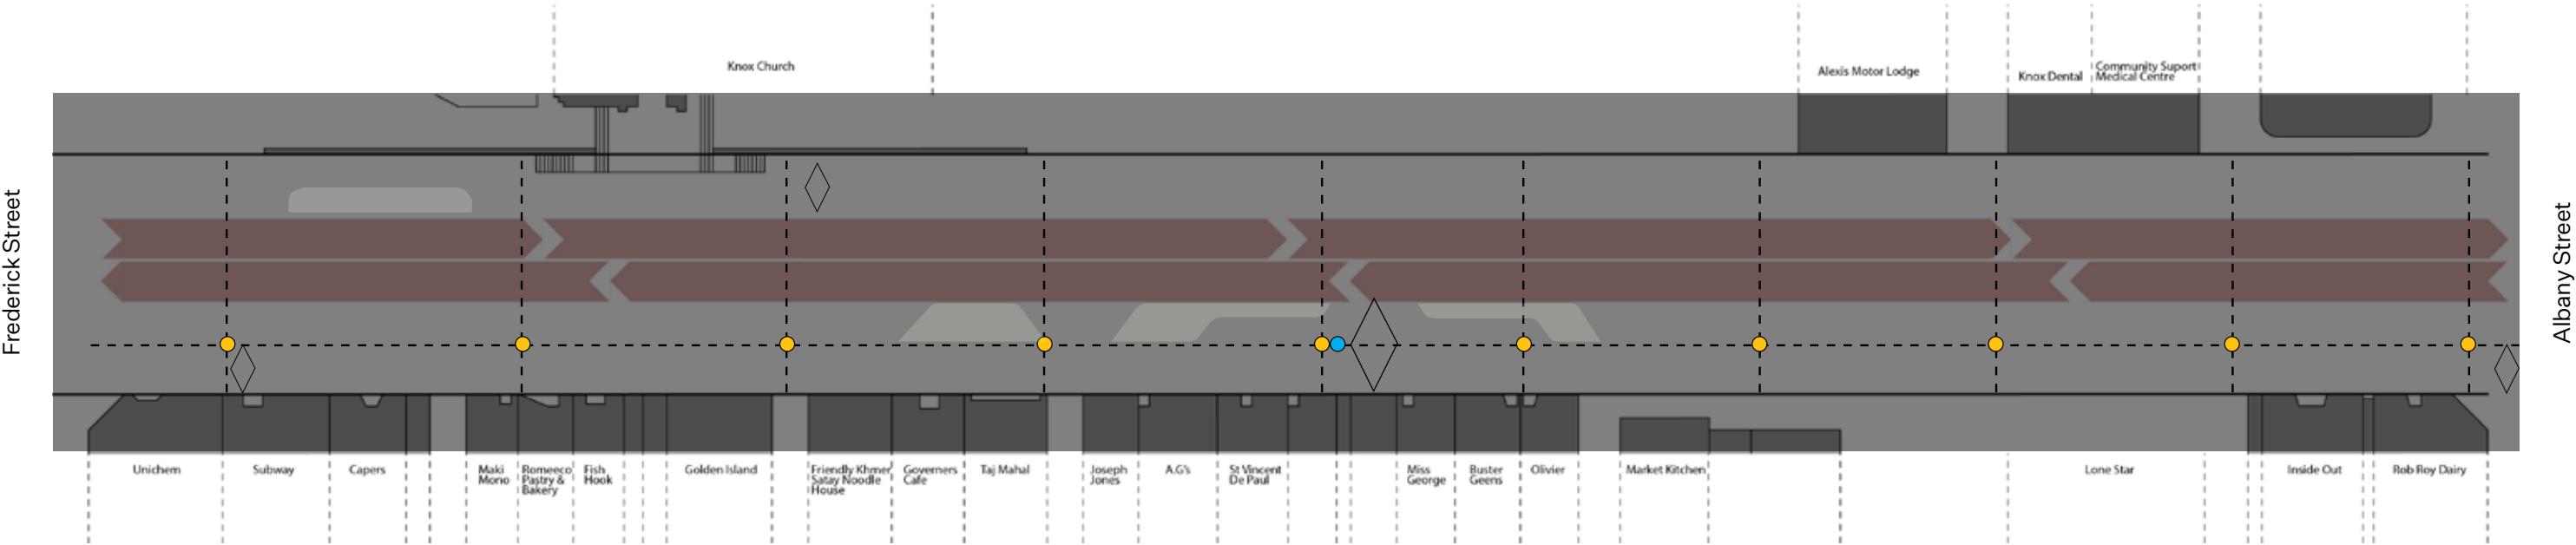 Knox Church
Alexis Motor Lodge
Knox Dental
Community Suport
Medical Centre
Frederick Street
Albany Street
Unichem
Subway
Capers
Maki
Mono
Romeeco
Pastry &
Bakery
Fish
Hook
Golden Island
Friendly Khmer
Satay Noodle
House
Governers
Cafe
Taj Mahal
Joseph
Jones
A.G's
St Vincent
De Paul
Miss
George
Buster
Geens
Olivier
Market Kitchen
Lone Star
Inside Out
Rob Roy Dairy